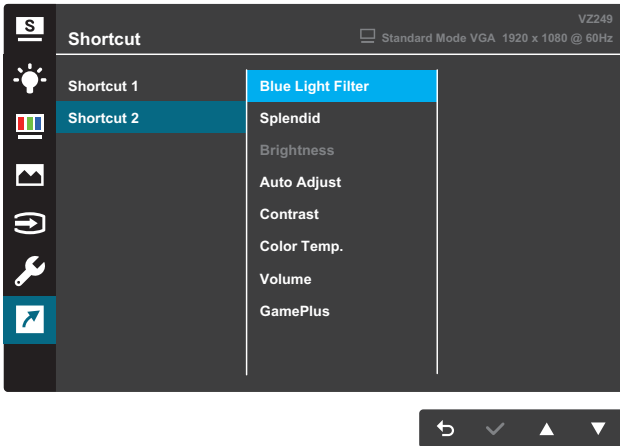 S
VZ249
Shortcut
Standard Mode VGA 1920 x 1080 @ 60Hz
Shortcut 1
Shortcut 2
Blue Light Filter
Splendid
Brightness
Auto Adjust
Contrast
Color Temp.
Volume
GamePlus